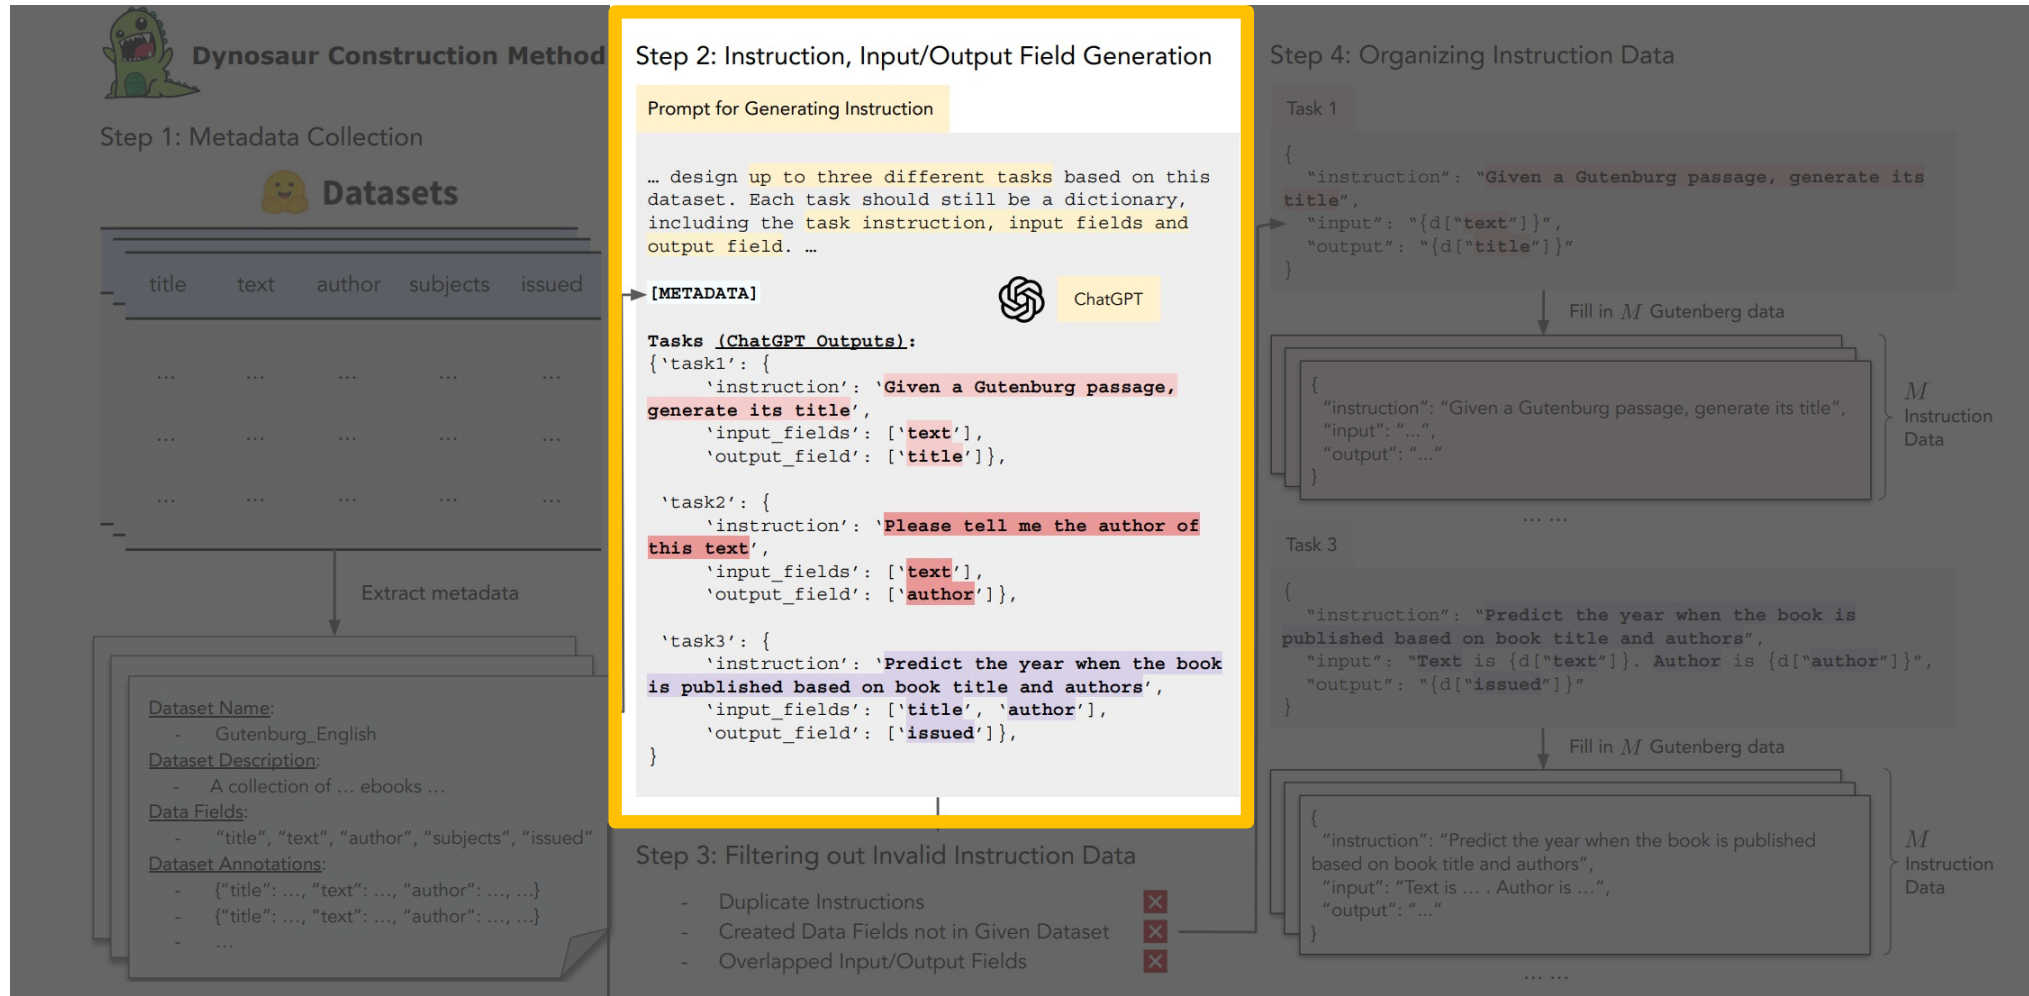 Dynosaur Construction Method
Step 1: Metadata Collection
Datasets
title text author subjects issued
... ... ... ... ...
... ... ... ... ...
... ... ... ... ...
Extract metadata
Dataset Name:
- Gutenburg_English
Dataset Description:
- A collection of ... ebooks ...
Data Fields:
- “title”, “text”, “author”, “subjects”, “issued”
Dataset Annotations:
- {“title”: ..., “text”: ..., “author”: ..., ...}
- {“title”: ..., “text”: ..., “author”: ..., ...}
- ...
Step 2: Instruction, Input/Output Field Generation
Prompt for Generating Instruction
… design up to three different tasks based on this
dataset. Each task should still be a dictionary,
including the task instruction, input fields and
output field. …
[METADATA]
ChatGPT
Tasks (ChatGPT Outputs):
{‘task1’: {
‘instruction’: ‘Given a Gutenburg passage,
generate its title’,
‘input_fields’: [‘text’],
‘output_field’: [‘title’]},
‘task2’: {
‘instruction’: ‘Please tell me the author of
this text’,
‘input_fields’: [‘text’],
‘output_field’: [‘author’]},
‘task3’: {
‘instruction’: ‘Predict the year when the book
is published based on book title and authors’,
‘input_fields’: [‘title’, ‘author’],
‘output_field’: [‘issued’]},
}
Step 3: Filtering out Invalid Instruction Data
- Duplicate Instructions
- Created Data Fields not in Given Dataset
- Overlapped Input/Output Fields
Step 4: Organizing Instruction Data
Task 1
{
“instruction”: “Given a Gutenburg passage, generate its
title”,
“input”: “{d[“text”]}”,
“output”: “{d[“title”]}”
}
Fill in M Gutenberg data
{
“instruction”: “Given a Gutenburg passage, generate its title”,
“input”: “...”,
“output”: “...”
}
M
Instruction
Data
... ...
Task 3
{
“instruction”: “Predict the year when the book is
published based on book title and authors”,
“input”: “Text is {d[“text”]}. Author is {d[“author”]}”,
“output”: “{d[“issued”]}”
}
Fill in M Gutenberg data
{
“instruction”: “Predict the year when the book is published
based on book title and authors”,
“input”: “Text is ... . Author is ...”,
“output”: “...”
}
M
Instruction
Data
... ...